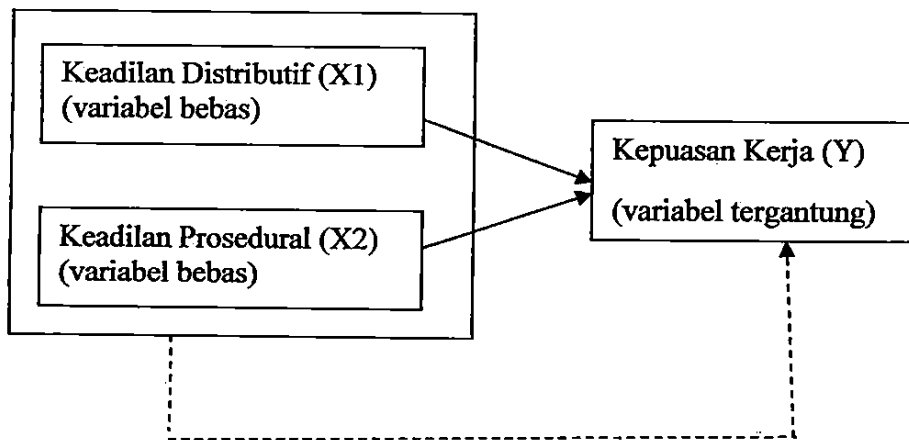 Keadilan Distributif (X1)
(variabel bebas)
Kepuasan Kerja (Y)
(variabel tergantung)
Keadilan Prosedural (X2)
(variabel bebas)